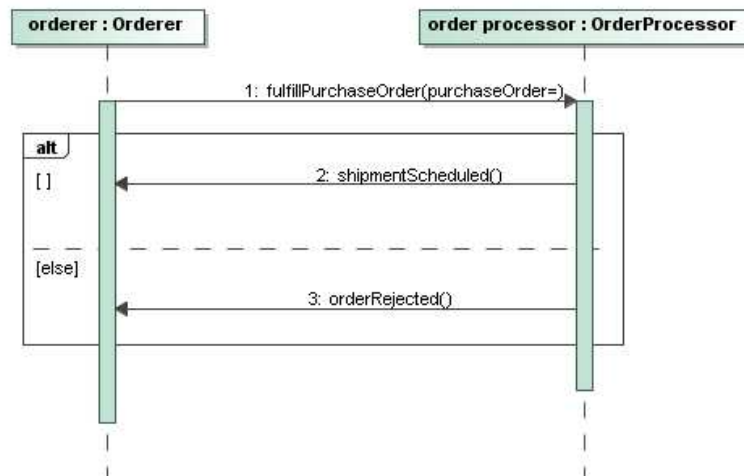 orderer : Orderer
order processor : OrderProcessor
1: fulfillPurchaseOrder(purchaseOrder=)
alt
[ ]
2: shipmentScheduled()
[else]
3: orderRejected()